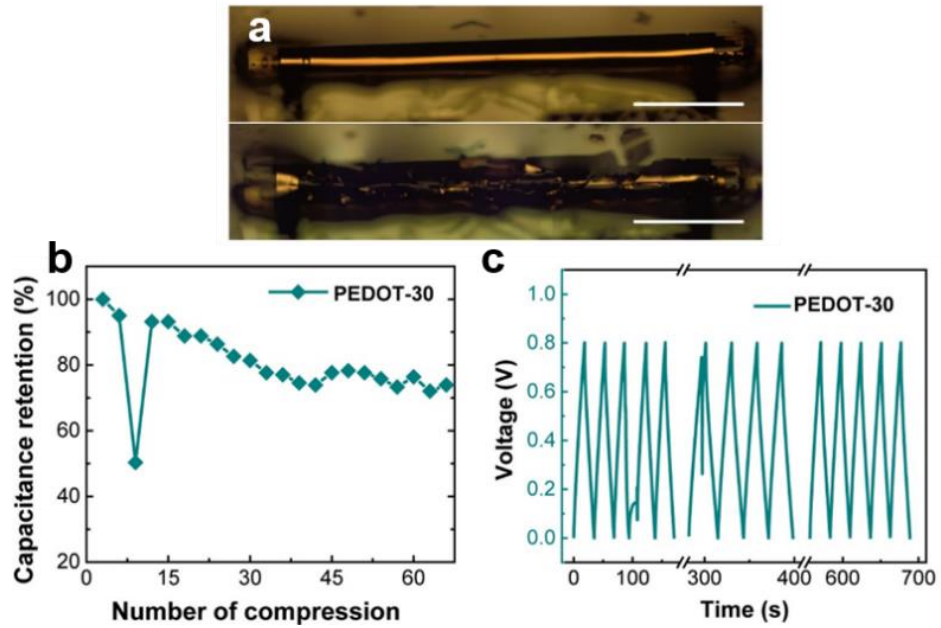 a
b
PEDOT-30
Capacitance retention (%)
100
80
60
40
20
0 15 30 45 60
Number of compression
c
PEDOT-30
Voltage (V)
1.0
0.8
0.6
0.4
0.2
0.0
0 100 300 400 600 700
Time (s)